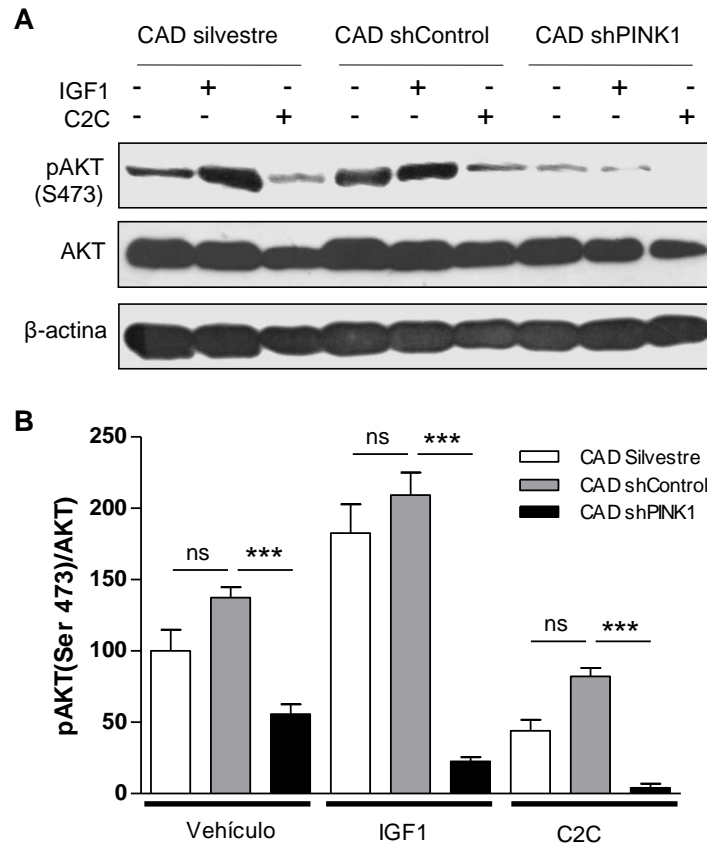 A
CAD silvestre CAD shControl CAD shPINK1
IGF1 - + - - + - - + -
C2C - - + - - + - - +
pAKT
(S473)
AKT
β-actina
B
pAKT(Ser 473)/AKT)
250
200
150
100
50
0
ns *** ns *** ns ***
CAD Silvestre
CAD shControl
CAD shPINK1
Vehículo IGF1 C2C